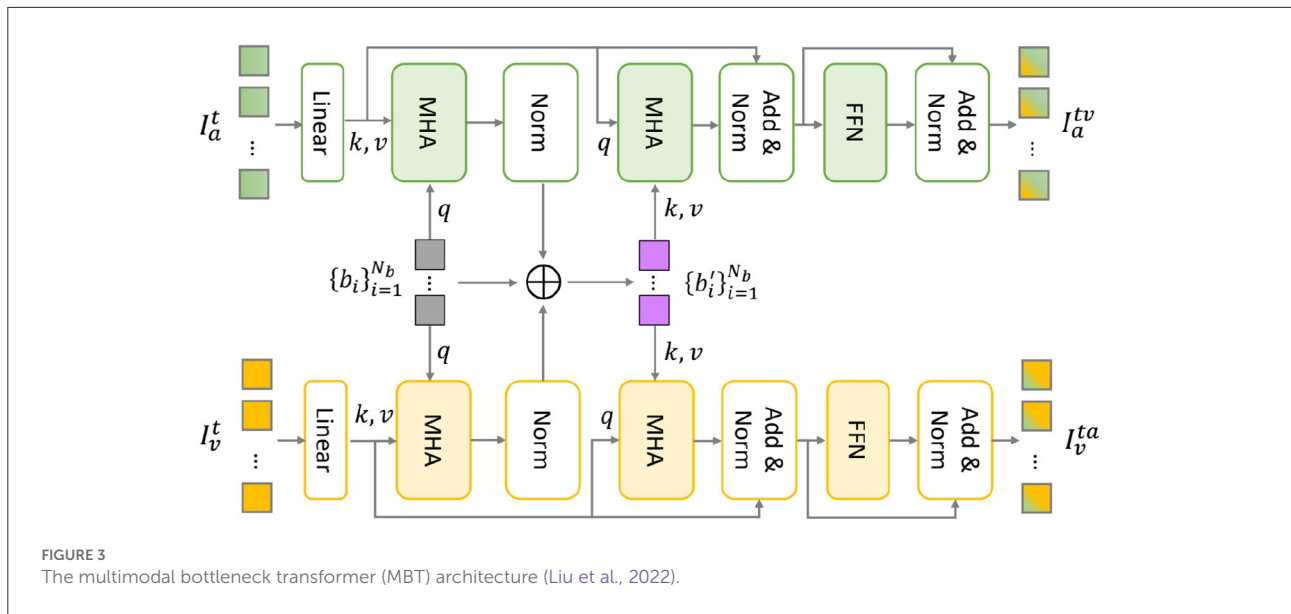 I_a^t
Linear
k, v
MHA
Norm
q
MHA
Add & Norm
FFN
Add & Norm
I_a^{tv}
q
k, v
{b_i}_{i=1}^{N_b}
{b_i'}_{i=1}^{N_b}
q
k, v
I_v^t
Linear
k, v
MHA
Norm
q
MHA
Add & Norm
FFN
Add & Norm
I_v^{ta}
FIGURE 3
The multimodal bottleneck transformer (MBT) architecture (Liu et al., 2022).